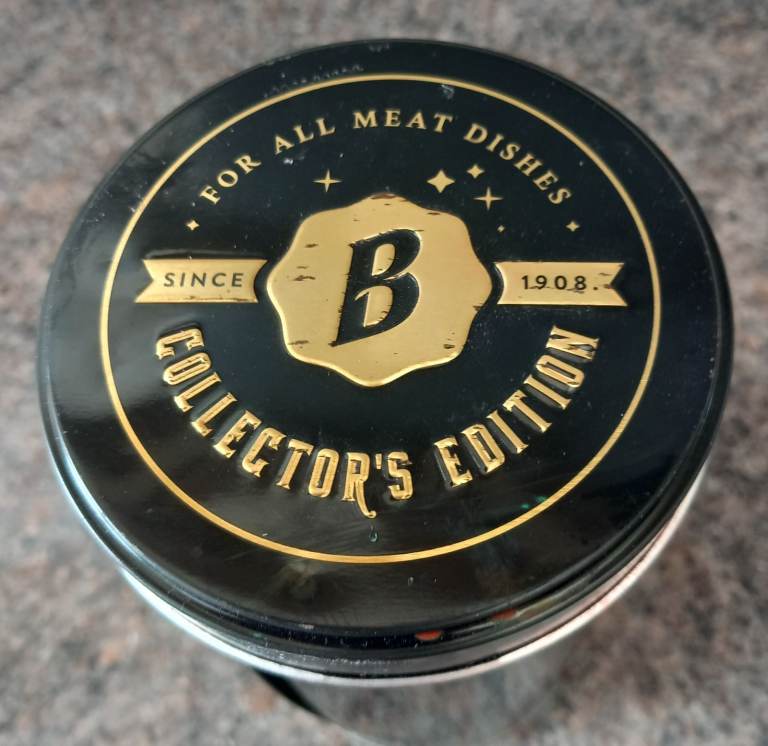 FOR ALL MEAT DISHES
SINCE
B
1908.
COLLECTOR'S EDITION